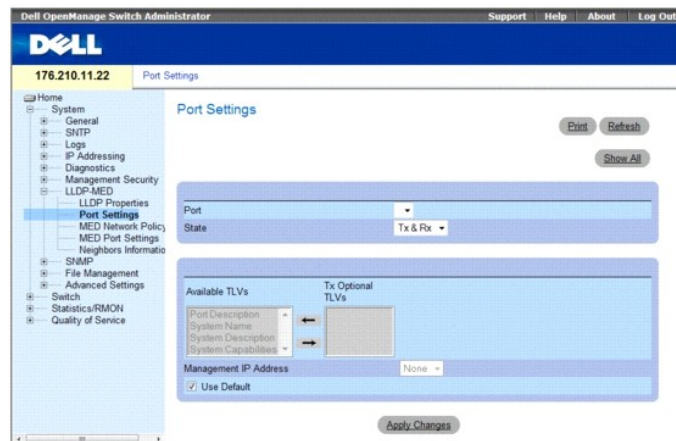 Dell OpenManage Switch Administrator
Support Help About Log Out
DELL
176.210.11.22
Port Settings
Home
System
General
SNTP
Logs
IP Addressing
Diagnostics
Management Security
LLDP-MED
LLDP Properties
Port Settings
MED Network Policy
MED Port Settings
Neighbors Informatio
SNMP
File Management
Advanced Settings
Switch
Statistics/RMON
Quality of Service
Port Settings
Print Refresh
Show All
Port
State Tx & Rx
Available TLVs
Tx Optional
TLVs
Port Description
System Name
System Description
System Capabilities
Management IP Address None
Use Default
Apply Changes